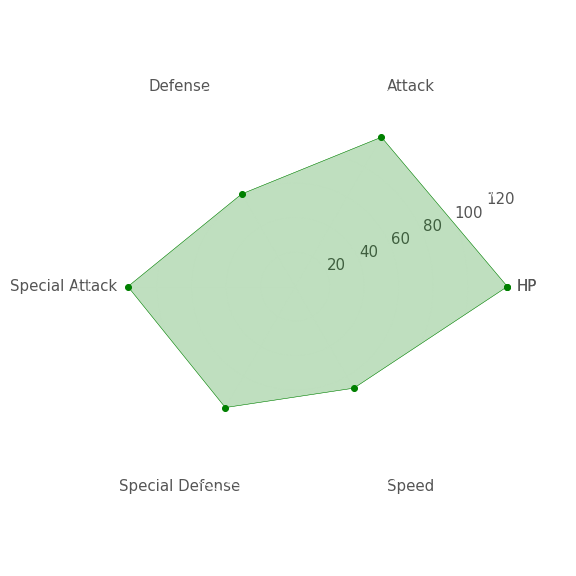 Defense
Attack
120
100
80
60
40
20
Special Attack
HP
Special Defense
Speed